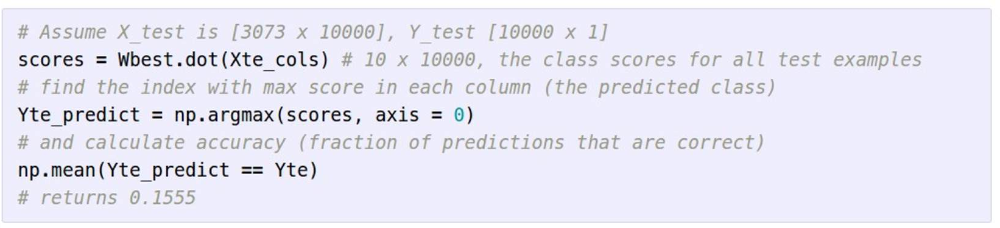 # Assume X_test is [3073 x 10000], Y_test [10000 x 1]
scores = Wbest.dot(Xte_cols) # 10 x 10000, the class scores for all test examples
# find the index with max score in each column (the predicted class)
Yte_predict = np.argmax(scores, axis = 0)
# and calculate accuracy (fraction of predictions that are correct)
np.mean(Yte_predict == Yte)
# returns 0.1555